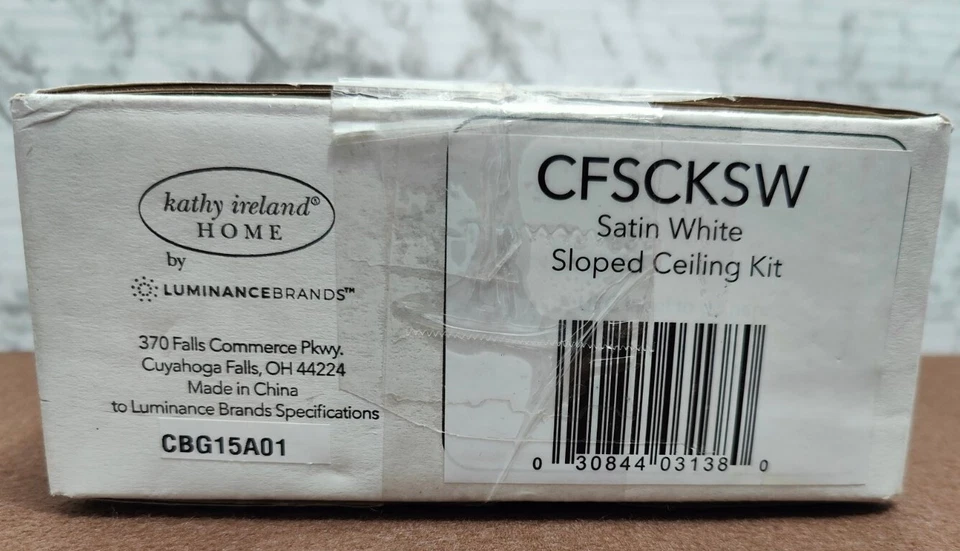 kathy ireland®
HOME
by
LUMINANCEBRANDS™
370 Falls Commerce Pkwy.
Cuyahoga Falls, OH 44224
Made in China
to Luminance Brands Specifications
CBG15A01
CFSCKSW
Satin White
Sloped Ceiling Kit
0 30844 03138 0